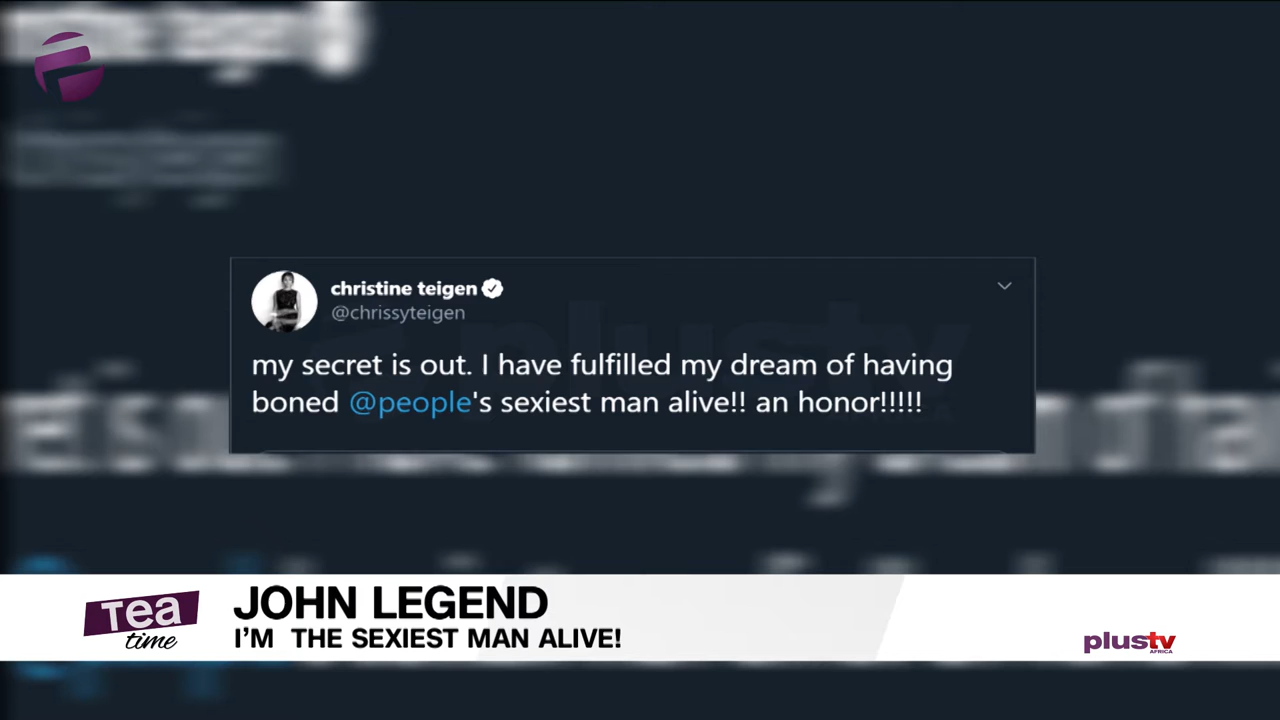 christine teigen
@chrissyteigen
my secret is out. I have fulfilled my dream of having
boned @people's sexiest man alive!! an honor!!!!!
Tea
time
JOHN LEGEND
I'M THE SEXIEST MAN ALIVE!
plustv
AFRICA